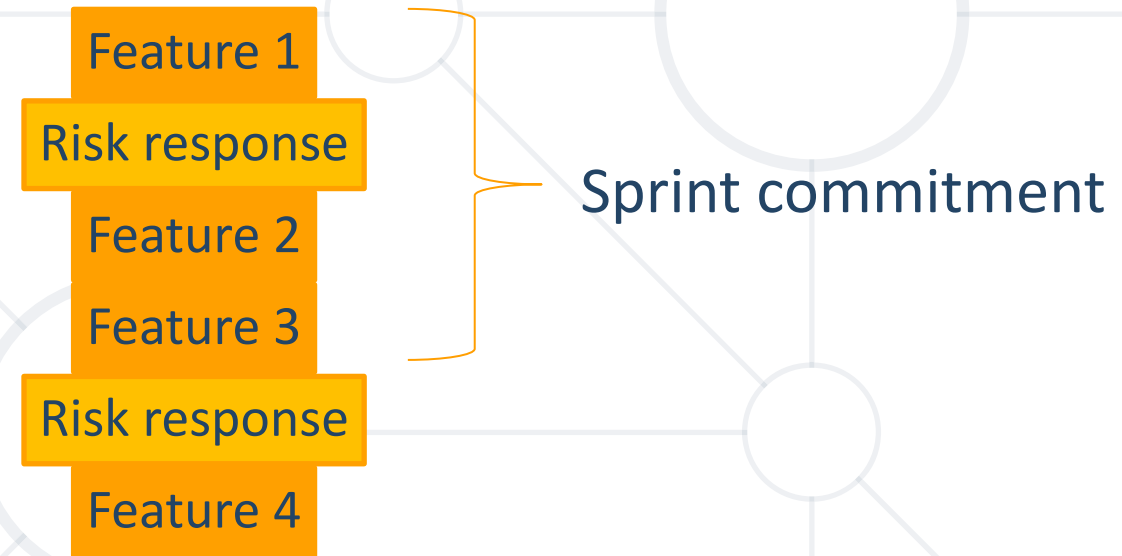 Feature 1
Risk response
Feature 2
Sprint commitment
Feature 3
Risk response
Feature 4